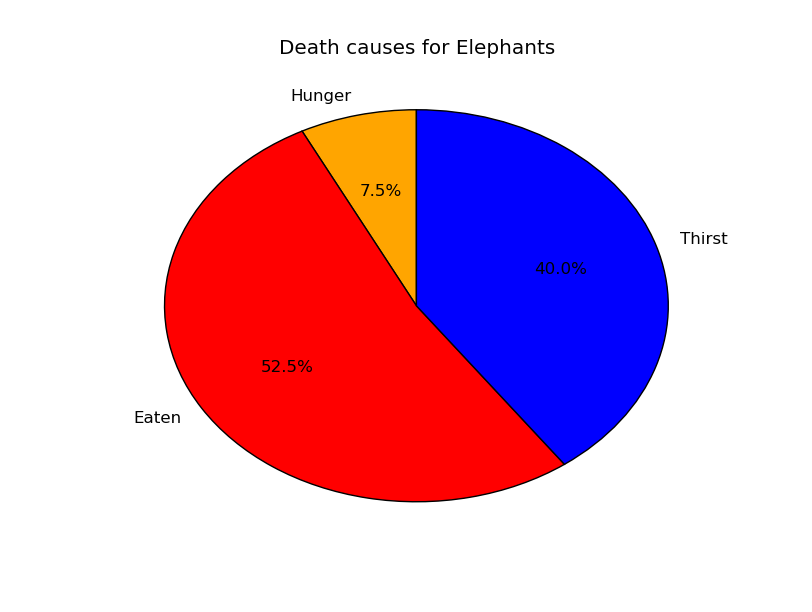 Death causes for Elephants
Hunger
7.5%
Thirst
40.0%
52.5%
Eaten